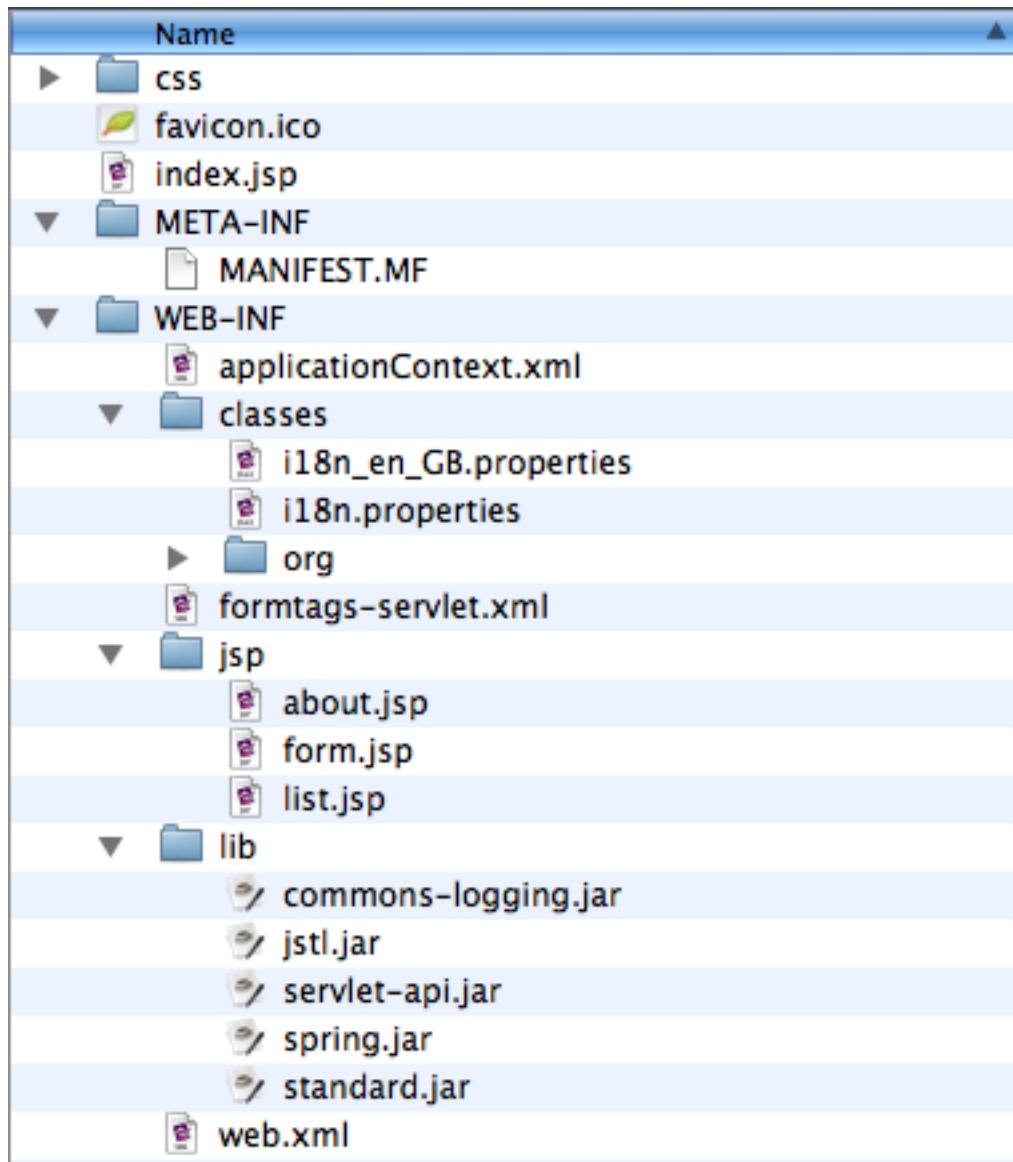 Name
css
favicon.ico
index.jsp
META-INF
MANIFEST.MF
WEB-INF
applicationContext.xml
classes
i18n_en_GB.properties
i18n.properties
org
formtags-servlet.xml
jsp
about.jsp
form.jsp
list.jsp
lib
commons-logging.jar
jstl.jar
servlet-api.jar
spring.jar
standard.jar
web.xml